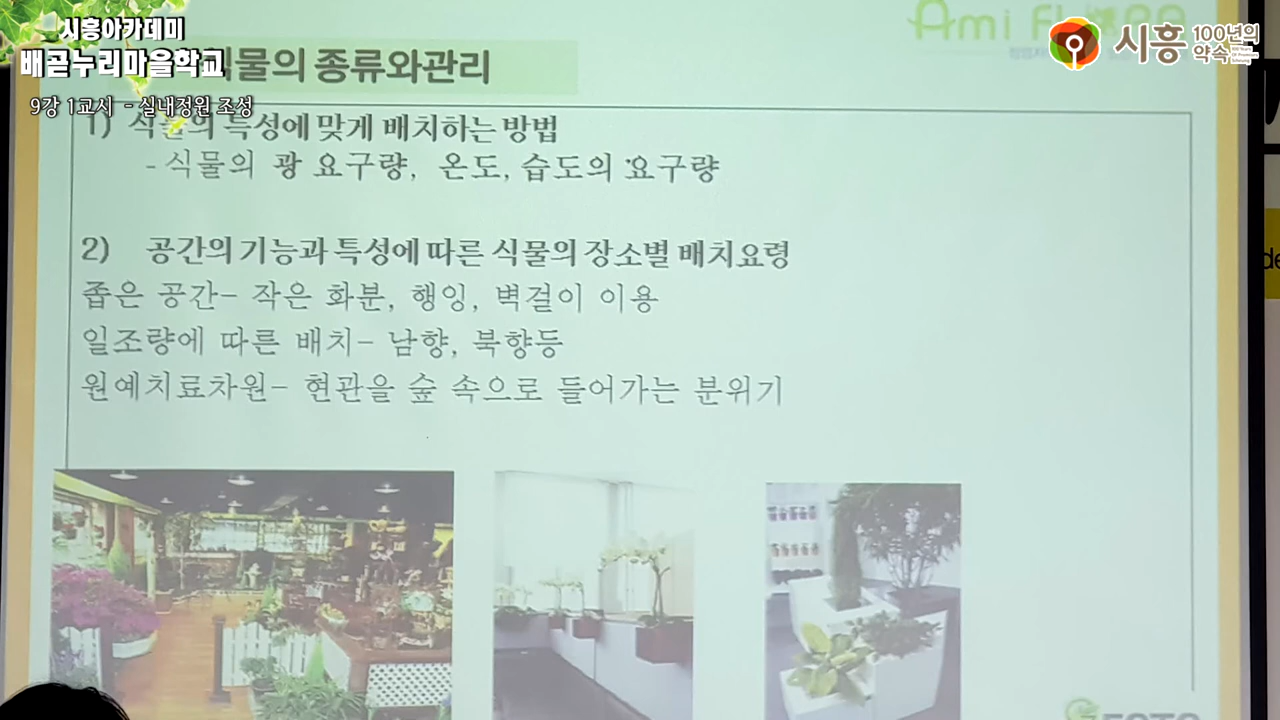 시흥아카데미
배곧누리마을학교
9강 1교시 - 실내정원 조성
식물의 종류와관리
Ami
시흥 100년의 약속
1) 식물의 특성에 맞게 배치하는 방법
- 식물의 광 요구량, 온도, 습도의 요구량
2) 공간의 기능과 특성에 따른 식물의 장소별 배치요령
좁은 공간- 작은 화분, 행잉, 벽걸이 이용
일조량에 따른 배치- 남향, 북향등
원예치료차원- 현관을 숲 속으로 들어가는 분위기